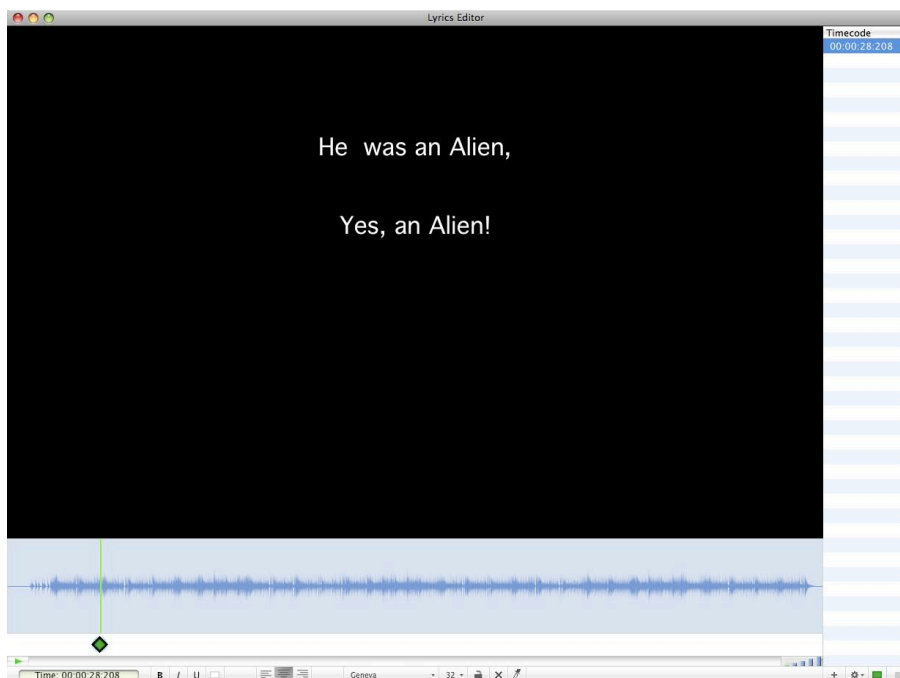 Lyrics Editor
Timecode
00:00:28:208
He  was an Alien,
Yes, an Alien!
Time: 00:00:28:208
B I U
Geneva
32